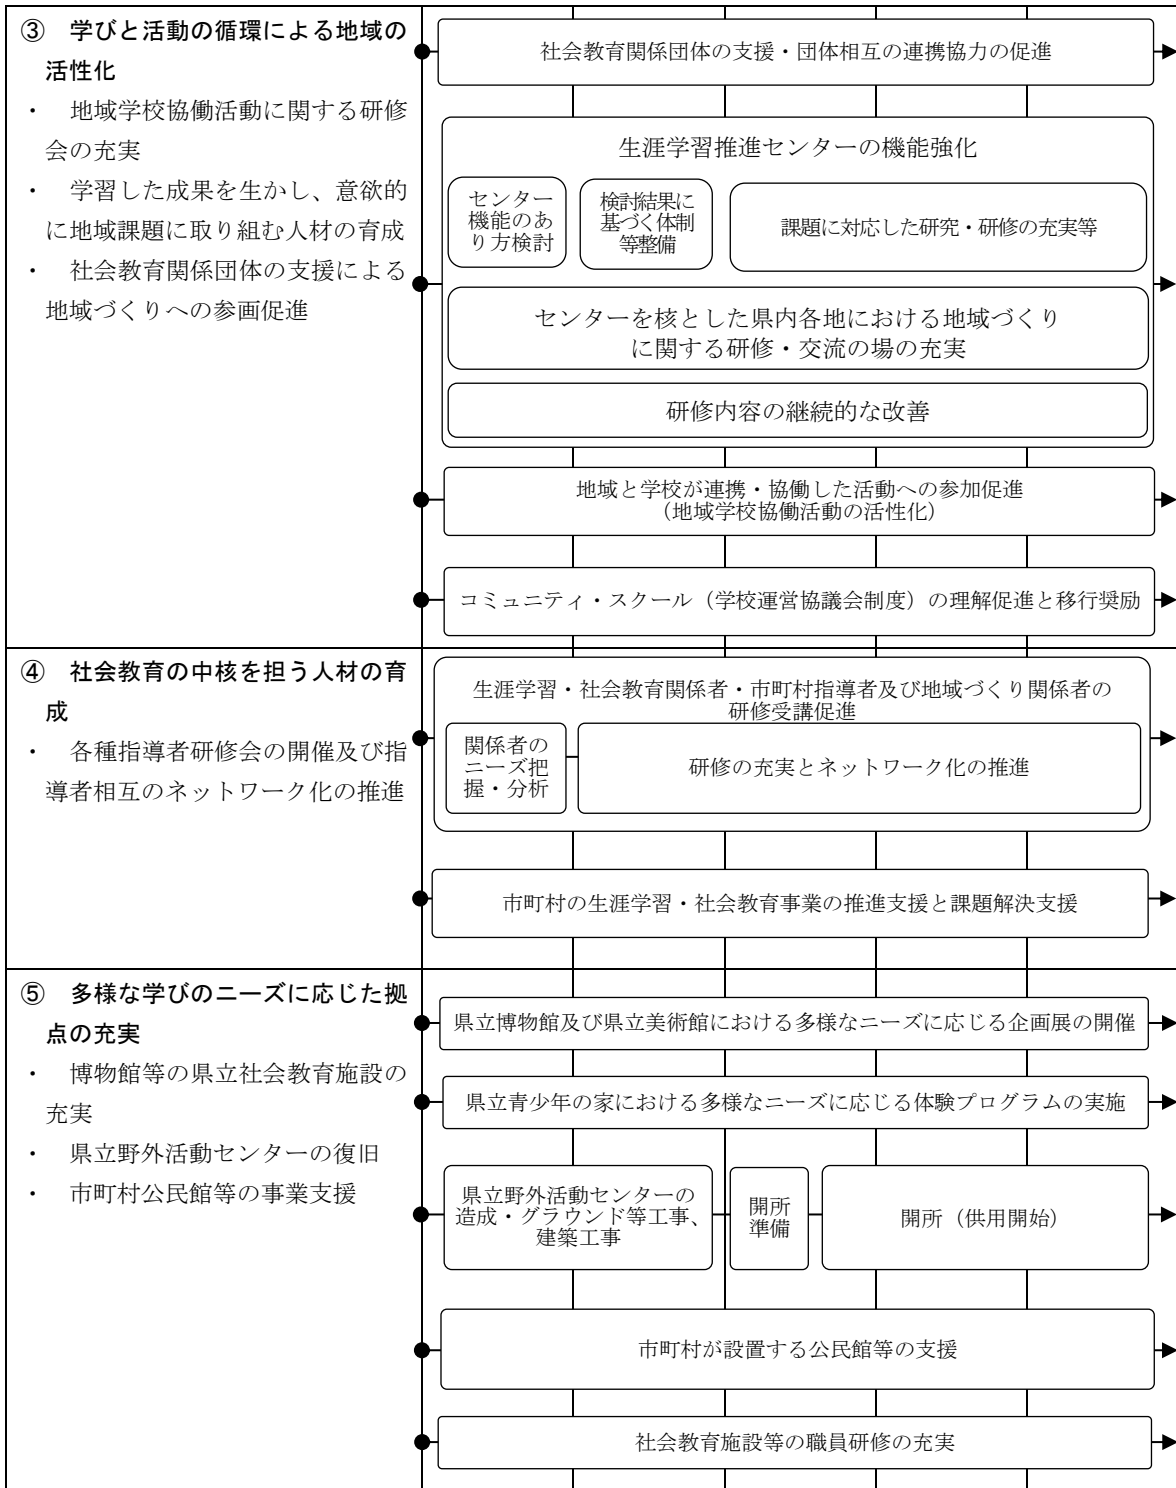 ③　学びと活動の循環による地域の
活性化
・　地域学校協働活動に関する研修
会の充実
・　学習した成果を生かし、意欲的
に地域課題に取り組む人材の育成
・　社会教育関係団体の支援による
地域づくりへの参画促進
社会教育関係団体の支援・団体相互の連携協力の促進
生涯学習推進センターの機能強化
センター
機能のあ
り方検討
検討結果に
基づく体制
等整備
課題に対応した研究・研修の充実等
センターを核とした県内各地における地域づくり
に関する研修・交流の場の充実
研修内容の継続的な改善
地域と学校が連携・協働した活動への参加促進
（地域学校協働活動の活性化）
コミュニティ・スクール（学校運営協議会制度）の理解促進と移行奨励
④　社会教育の中核を担う人材の育
成
・　各種指導者研修会の開催及び指
導者相互のネットワーク化の推進
生涯学習・社会教育関係者・市町村指導者及び地域づくり関係者の
研修受講促進
関係者の
ニーズ把
握・分析
研修の充実とネットワーク化の推進
市町村の生涯学習・社会教育事業の推進支援と課題解決支援
⑤　多様な学びのニーズに応じた拠
点の充実
・　博物館等の県立社会教育施設の
充実
・　県立野外活動センターの復旧
・　市町村公民館等の事業支援
県立博物館及び県立美術館における多様なニーズに応じる企画展の開催
県立青少年の家における多様なニーズに応じる体験プログラムの実施
県立野外活動センターの
造成・グラウンド等工事、
建築工事
開所
準備
開所（供用開始）
市町村が設置する公民館等の支援
社会教育施設等の職員研修の充実